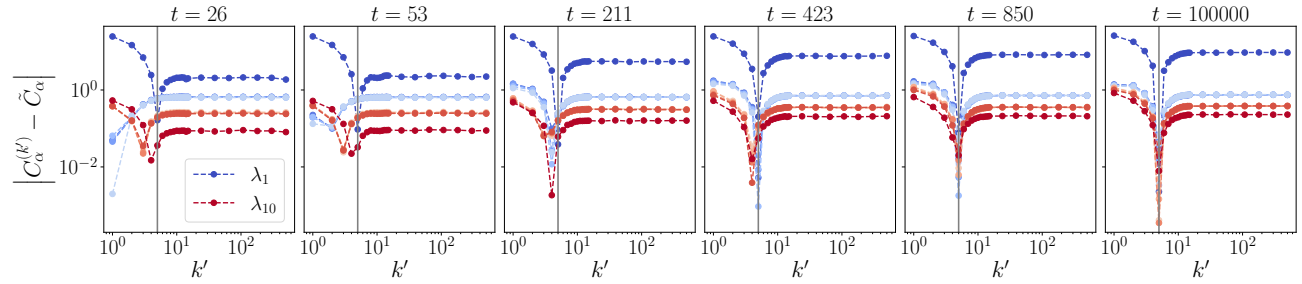 t = 26 t = 53 t = 211 t = 423 t = 850 t = 100000
|C_α^{(k′)} − C̃_α|
10^0
10^{−2}
λ_1
λ_{10}
10^0 10^1 10^2 10^0 10^1 10^2 10^0 10^1 10^2 10^0 10^1 10^2 10^0 10^1 10^2 10^0 10^1 10^2
k′ k′ k′ k′ k′ k′